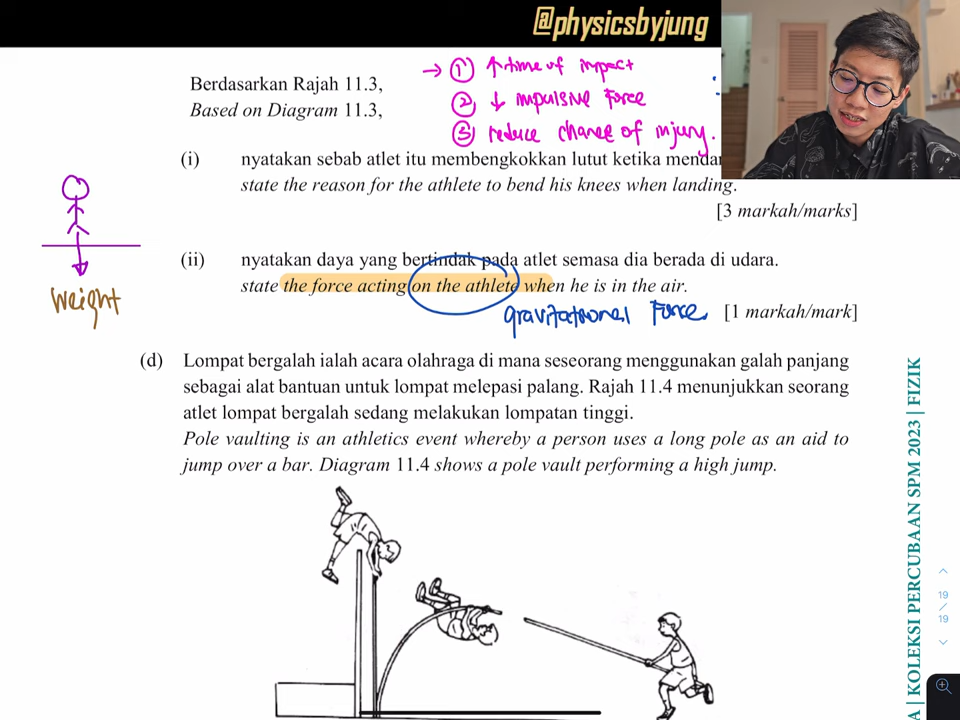 @physicsbyjung
Berdasarkan Rajah 11.3,
Based on Diagram 11.3,
→ ① ↑ time of impact
② ↓ impulsive force
③ reduce chance of injury.
(i) nyatakan sebab atlet itu membengkokkan lutut ketika
state the reason for the athlete to bend his knees when landing.
[3 markah/marks]
weight
(ii) nyatakan daya yang bertindak pada atlet semasa dia berada di udara.
state the force acting on the athlete when he is in the air.
gravitational force.
[1 markah/mark]
(d) Lompat bergalah ialah acara olahraga di mana seseorang menggunakan galah panjang
sebagai alat bantuan untuk lompat melepasi palang. Rajah 11.4 menunjukkan seorang
atlet lompat bergalah sedang melakukan lompatan tinggi.
Pole vaulting is an athletics event whereby a person uses a long pole as an aid to
jump over a bar. Diagram 11.4 shows a pole vault performing a high jump.
| KOLEKSI PERCUBAAN SPM 2023 | FIZIK
19
/
19